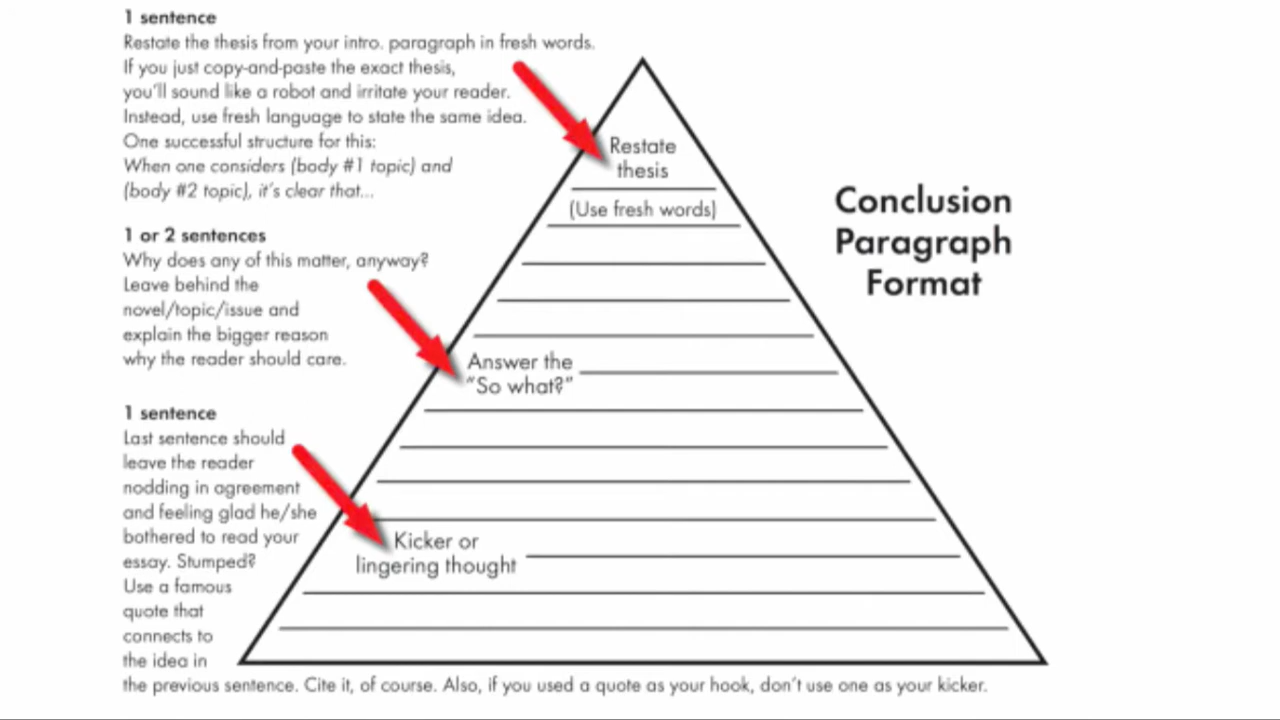 1 sentence
Restate the thesis from your intro. paragraph in fresh words.
If you just copy-and-paste the exact thesis,
you'll sound like a robot and irritate your reader.
Instead, use fresh language to state the same idea.
One successful structure for this:
When one considers (body #1 topic) and
(body #2 topic), it's clear that...
1 or 2 sentences
Why does any of this matter, anyway?
Leave behind the
novel/topic/issue and
explain the bigger reason
why the reader should care.
1 sentence
Last sentence should
leave the reader
nodding in agreement
and feeling glad he/she
bothered to read your
essay. Stumped?
Use a famous
quote that
connects to
the idea in
the previous sentence. Cite it, of course. Also, if you used a quote as your hook, don't use one as your kicker.
Restate
thesis
(Use fresh words)
Answer the
"So what?"
Kicker or
lingering thought
Conclusion
Paragraph
Format